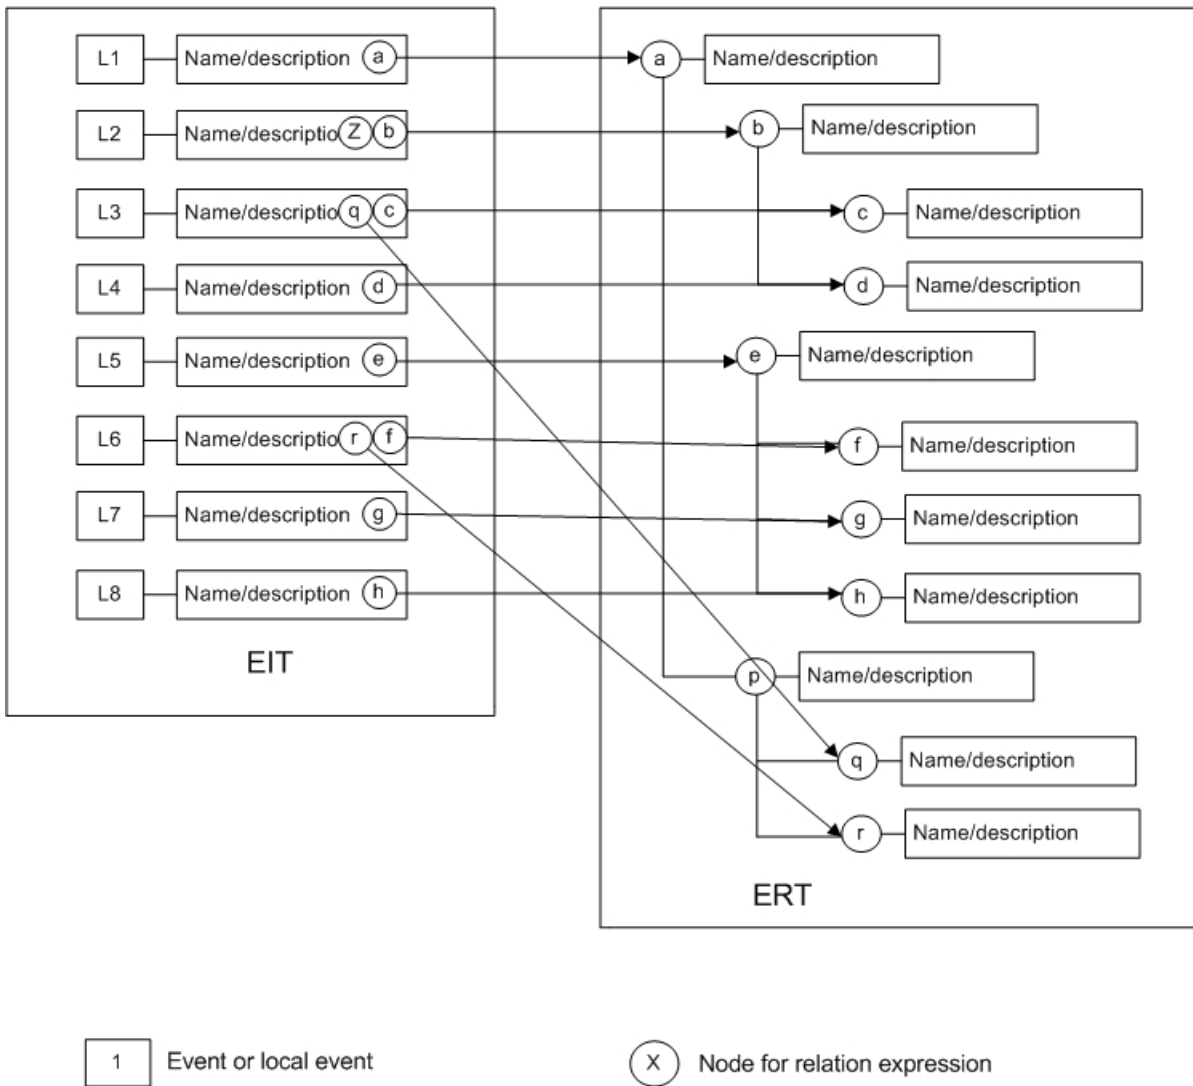 L1 Name/description a
L2 Name/descriptio Z b
L3 Name/descriptio q c
L4 Name/description d
L5 Name/description e
L6 Name/descriptio r f
L7 Name/description g
L8 Name/description h
EIT
a Name/description
b Name/description
c Name/description
d Name/description
e Name/description
f Name/description
g Name/description
h Name/description
p Name/description
q Name/description
r Name/description
ERT
1 Event or local event
X Node for relation expression